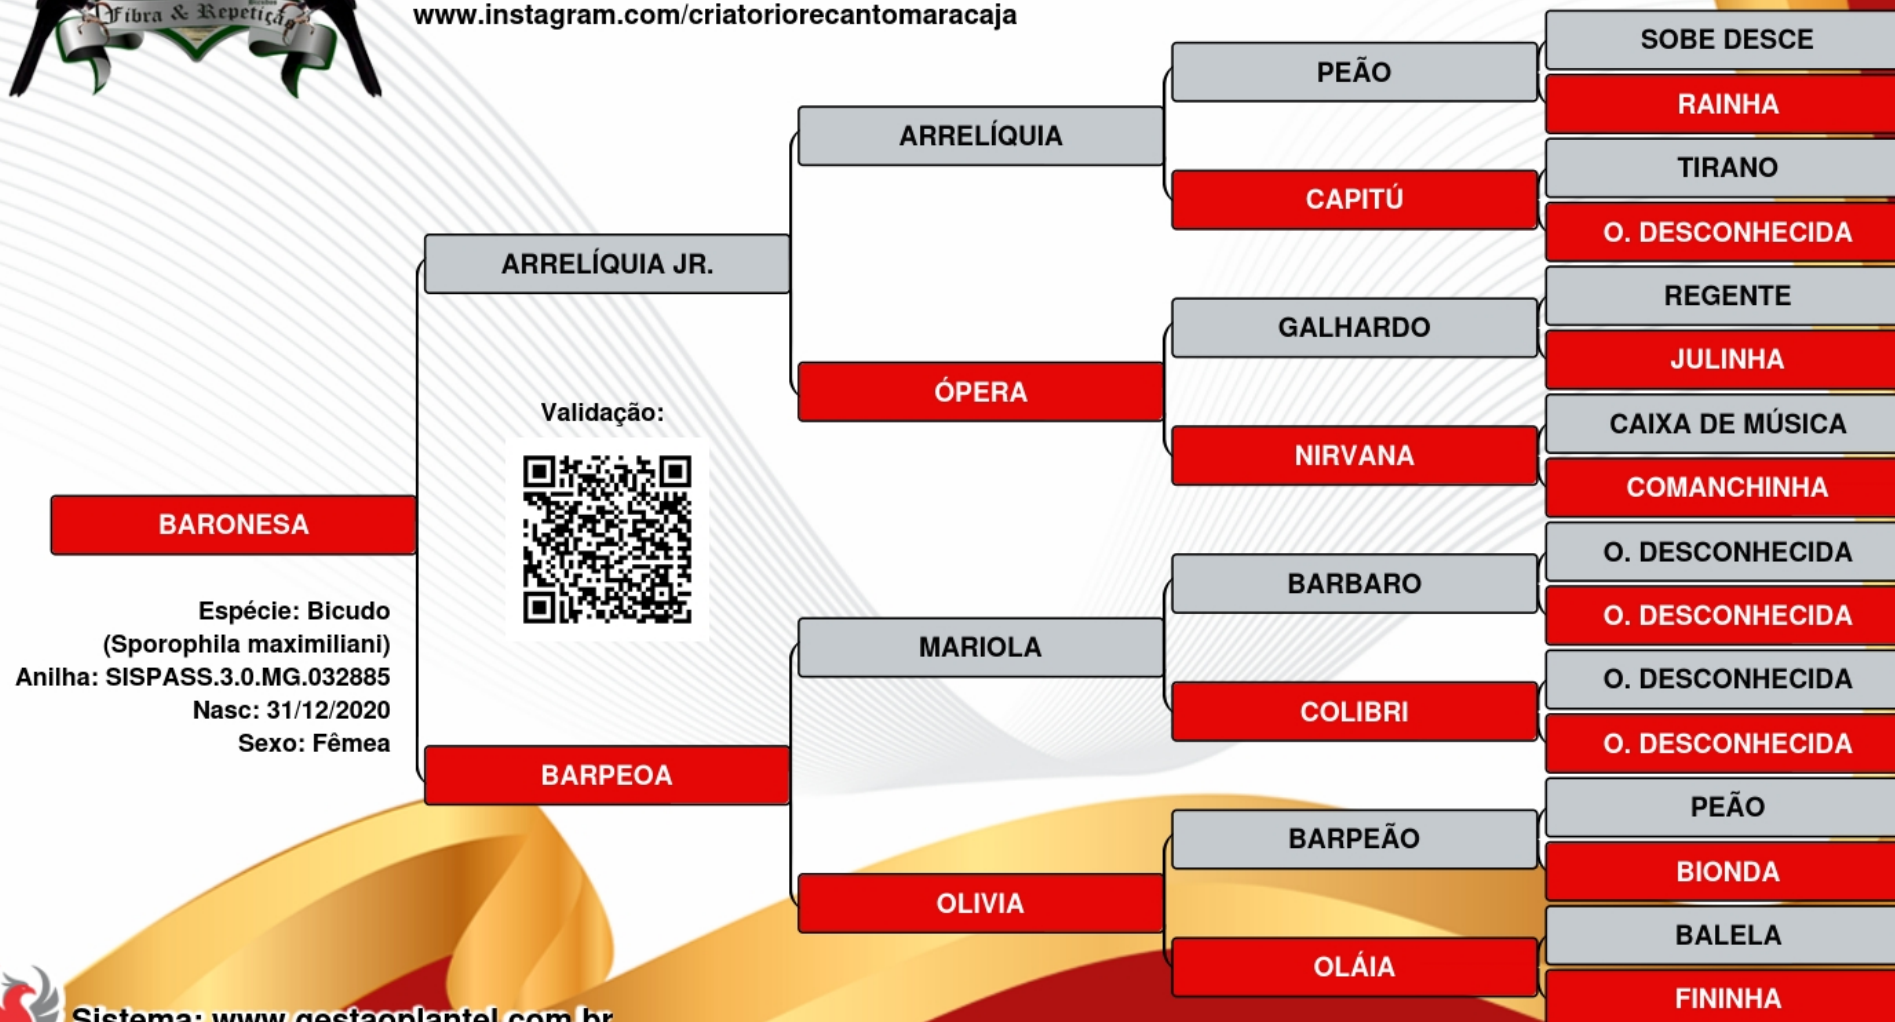 Fibra & Repetição
Bicudos
www.instagram.com/criatoriorecantomaracaja
SOBE DESCE
PEÃO
RAINHA
ARRELÍQUIA
TIRANO
CAPITÚ
O. DESCONHECIDA
ARRELÍQUIA JR.
REGENTE
GALHARDO
JULINHA
ÓPERA
CAIXA DE MÚSICA
NIRVANA
COMANCHINHA
Validação:
BARONESA
Espécie: Bicudo
(Sporophila maximiliani)
Anilha: SISPASS.3.0.MG.032885
Nasc: 31/12/2020
Sexo: Fêmea
O. DESCONHECIDA
BARBARO
O. DESCONHECIDA
MARIOLA
O. DESCONHECIDA
COLIBRI
O. DESCONHECIDA
BARPEOA
PEÃO
BARPEÃO
BIONDA
OLIVIA
BALELA
OLÁIA
FININHA
Sistema: www.gestaoplantel.com.br